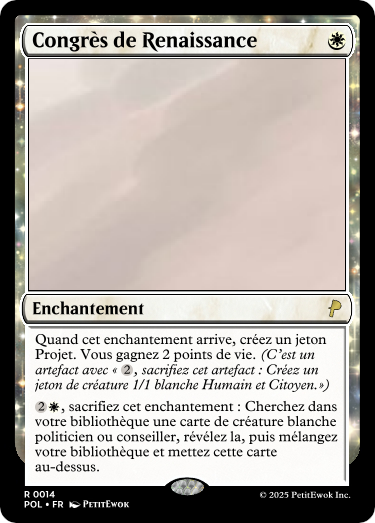 Congrès de Renaissance
Enchantement
Quand cet enchantement arrive, créez un jeton
Projet. Vous gagnez 2 points de vie. (C'est un
artefact avec « 2, sacrifiez cet artefact : Créez un
jeton de créature 1/1 blanche Humain et Citoyen.»)
2, sacrifiez cet enchantement : Cherchez dans
votre bibliothèque une carte de créature blanche
politicien ou conseiller, révélez la, puis mélangez
votre bibliothèque et mettez cette carte
au-dessus.
R 0014
POL • FR PetitEwok
© 2025 PetitEwok Inc.